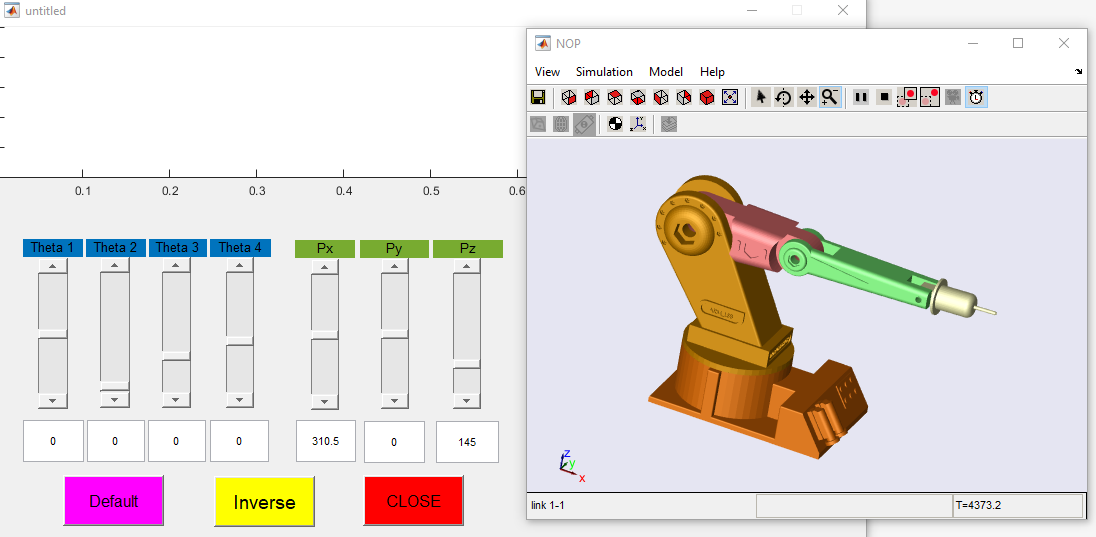 untitled
0.1 0.2 0.3 0.4 0.5 0.6
Theta 1 Theta 2 Theta 3 Theta 4 Px Py Pz
0 0 0 0 310.5 0 145
Default Inverse CLOSE
NOP
View Simulation Model Help
z
y
x
link 1-1 T=4373.2